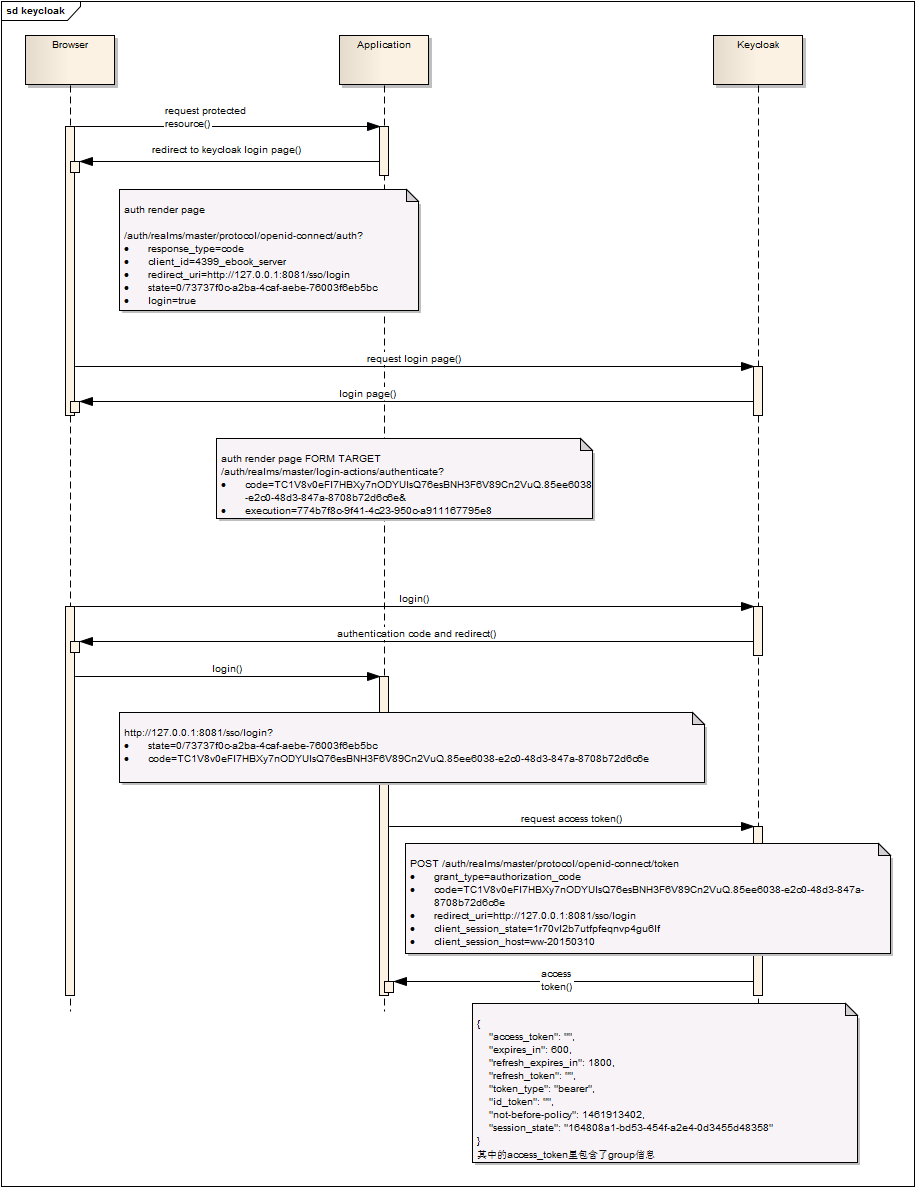 sd keycloak
Browser
Application
Keycloak
request protected
resource()
redirect to keycloak login page()
auth render page
/auth/realms/master/protocol/openid-connect/auth?
• response_type=code
• client_id=4399_ebook_server
• redirect_uri=http://127.0.0.1:8081/sso/login
• state=0/73737f0c-a2ba-4caf-aebe-76003f6eb5bc
• login=true
request login page()
login page()
auth render page FORM TARGET
/auth/realms/master/login-actions/authenticate?
• code=TC1V8v0eFI7HBXy7nODYUIsQ76esBNH3F6V89Cn2VuQ.85ee6038
-e2c0-48d3-847a-8708b72d6c6e&
• execution=774b7f8c-9f41-4c23-950c-a911167795e8
login()
authentication code and redirect()
login()
http://127.0.0.1:8081/sso/login?
• state=0/73737f0c-a2ba-4caf-aebe-76003f6eb5bc
• code=TC1V8v0eFI7HBXy7nODYUIsQ76esBNH3F6V89Cn2VuQ.85ee6038-e2c0-48d3-847a-8708b72d6c6e
request access token()
POST /auth/realms/master/protocol/openid-connect/token
• grant_type=authorization_code
• code=TC1V8v0eFI7HBXy7nODYUIsQ76esBNH3F6V89Cn2VuQ.85ee6038-e2c0-48d3-847a-
8708b72d6c6e
• redirect_uri=http://127.0.0.1:8081/sso/login
• client_session_state=1r70vI2b7utfpfeqnvp4gu6lf
• client_session_host=ww-20150310
access
token()
{
"access_token": "",
"expires_in": 600,
"refresh_expires_in": 1800,
"refresh_token": "",
"token_type": "bearer",
"id_token": "",
"not-before-policy": 1461913402,
"session_state": "164808a1-bd53-454f-a2e4-0d3455d48358"
}
其中的access_token里包含了group信息